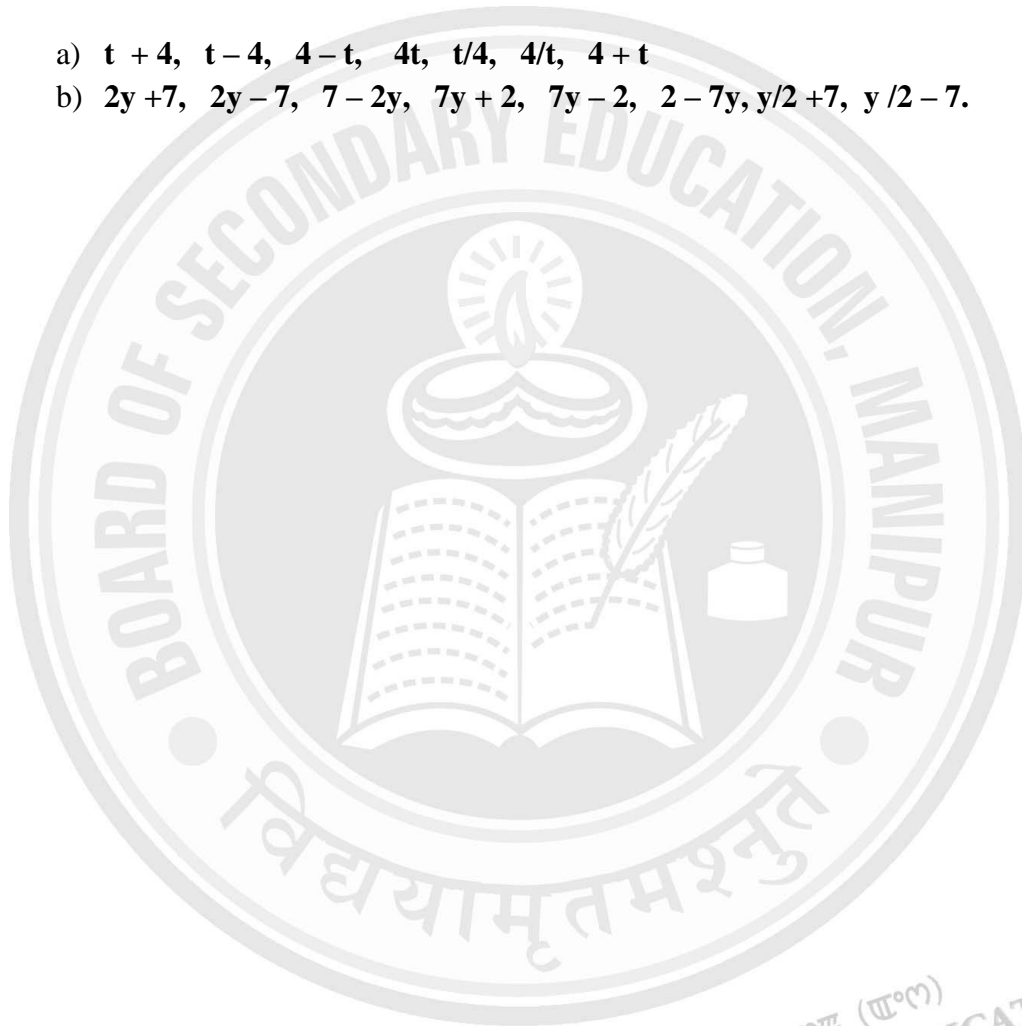 a) t + 4, t – 4, 4 – t, 4t, t/4, 4/t, 4 + t
b) 2y +7, 2y – 7, 7 – 2y, 7y + 2, 7y – 2, 2 – 7y, y/2 +7, y /2 – 7.
BOARD OF SECONDARY EDUCATION, MANIPUR
विद्ययामृतमश्नुते